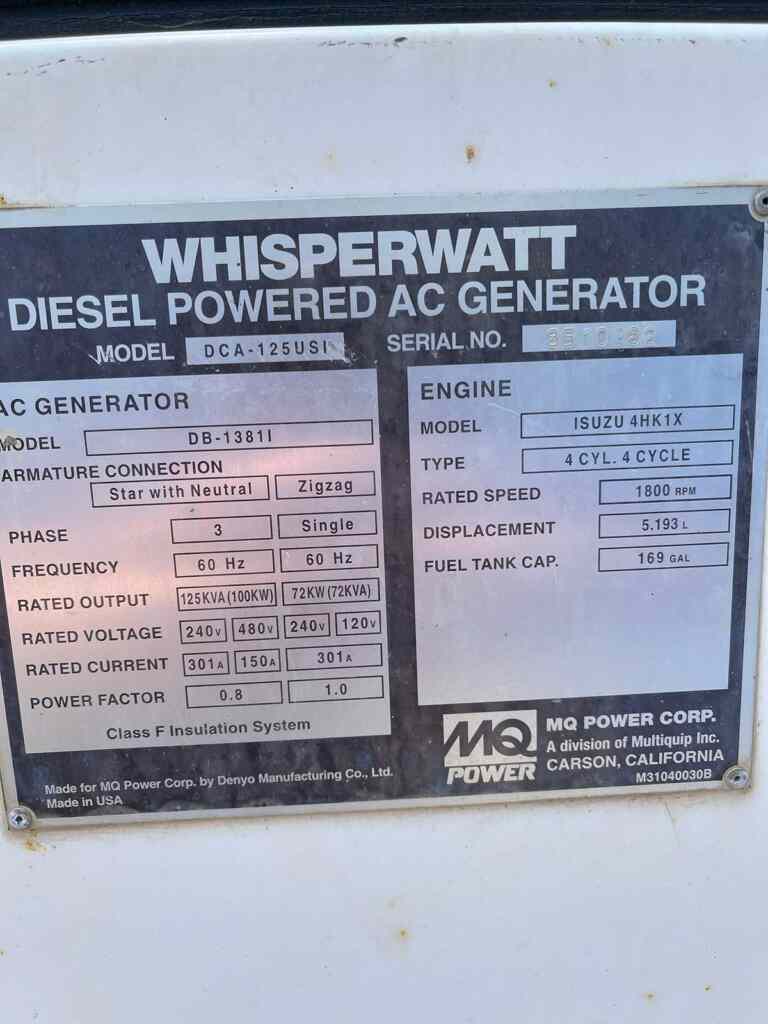 WHISPERWATT
DIESEL POWERED AC GENERATOR
MODEL DCA-125USI SERIAL NO.
AC GENERATOR
MODEL DB-1381I
ARMATURE CONNECTION
Star with Neutral Zigzag
PHASE 3 Single
FREQUENCY 60 Hz 60 Hz
RATED OUTPUT 125KVA (100KW) 72KW (72KVA)
RATED VOLTAGE 240V 480V 240V 120V
RATED CURRENT 301A 150A 301A
POWER FACTOR 0.8 1.0
Class F Insulation System
ENGINE
MODEL ISUZU 4HK1X
TYPE 4 CYL. 4 CYCLE
RATED SPEED 1800 RPM
DISPLACEMENT 5.193 L
FUEL TANK CAP. 169 GAL
Made for MQ Power Corp. by Denyo Manufacturing Co., Ltd.
Made in USA
MQ
POWER
MQ POWER CORP.
A division of Multiquip Inc.
CARSON, CALIFORNIA
M31040030B